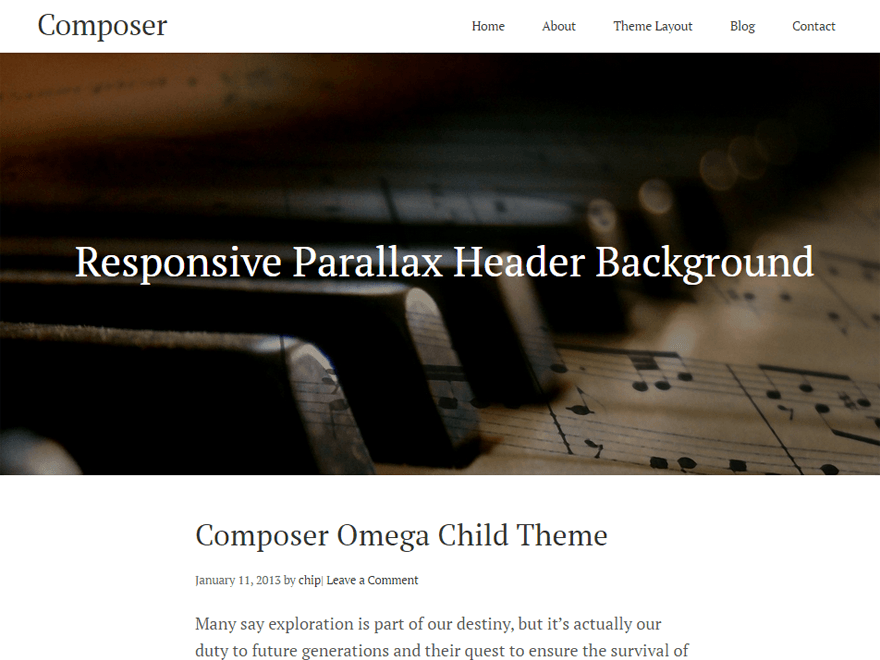 Composer
Home About Theme Layout Blog Contact
Responsive Parallax Header Background
Composer Omega Child Theme
January 11, 2013 by chip| Leave a Comment
Many say exploration is part of our destiny, but it’s actually our
duty to future generations and their quest to ensure the survival of